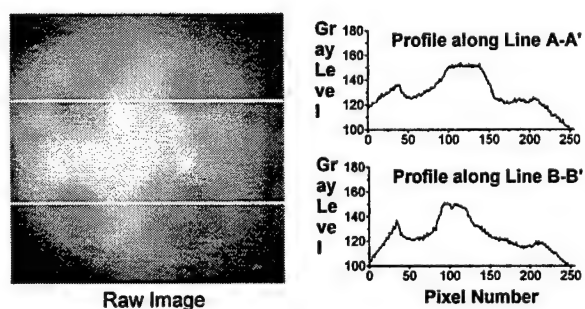 Raw Image
Gr
ay
Le
ve
l
Profile along Line A-A'
180
160
140
120
100
0 50 100 150 200 250
Gr
ay
Le
ve
l
Profile along Line B-B'
180
160
140
120
100
0 50 100 150 200 250
Pixel Number